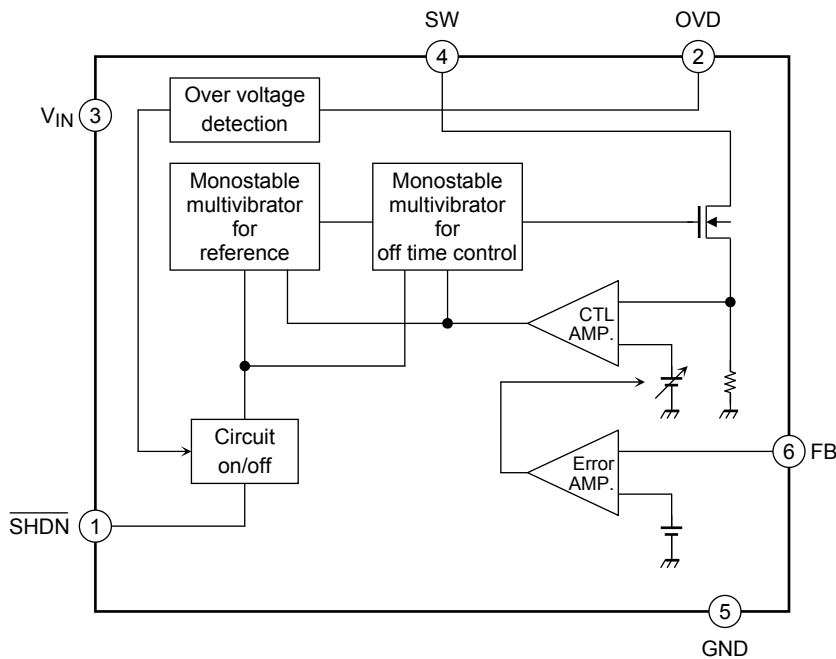 SW
OVD
4
2
VIN
3
Over voltage
detection
Monostable
multivibrator
for
reference
Monostable
multivibrator
for
off time control
CTL
AMP.
Circuit
on/off
Error
AMP.
6
FB
SHDN
1
5
GND